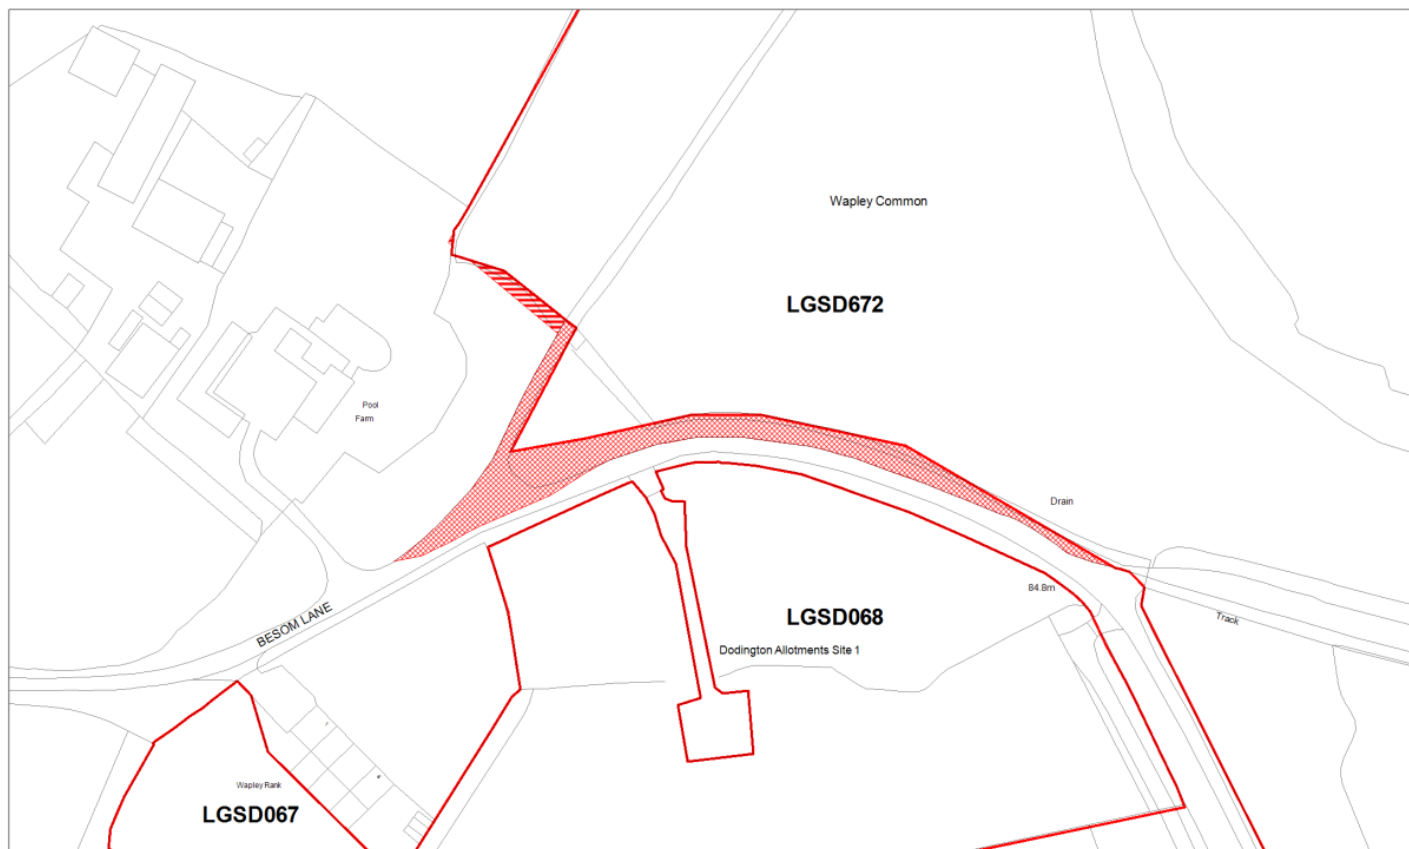 Wapley Common
LGSD672
Pool
Farm
Drain
84.8m
BESOM LANE
LGSD068
Track
Dodington Allotments Site 1
Wapley Rank
LGSD067